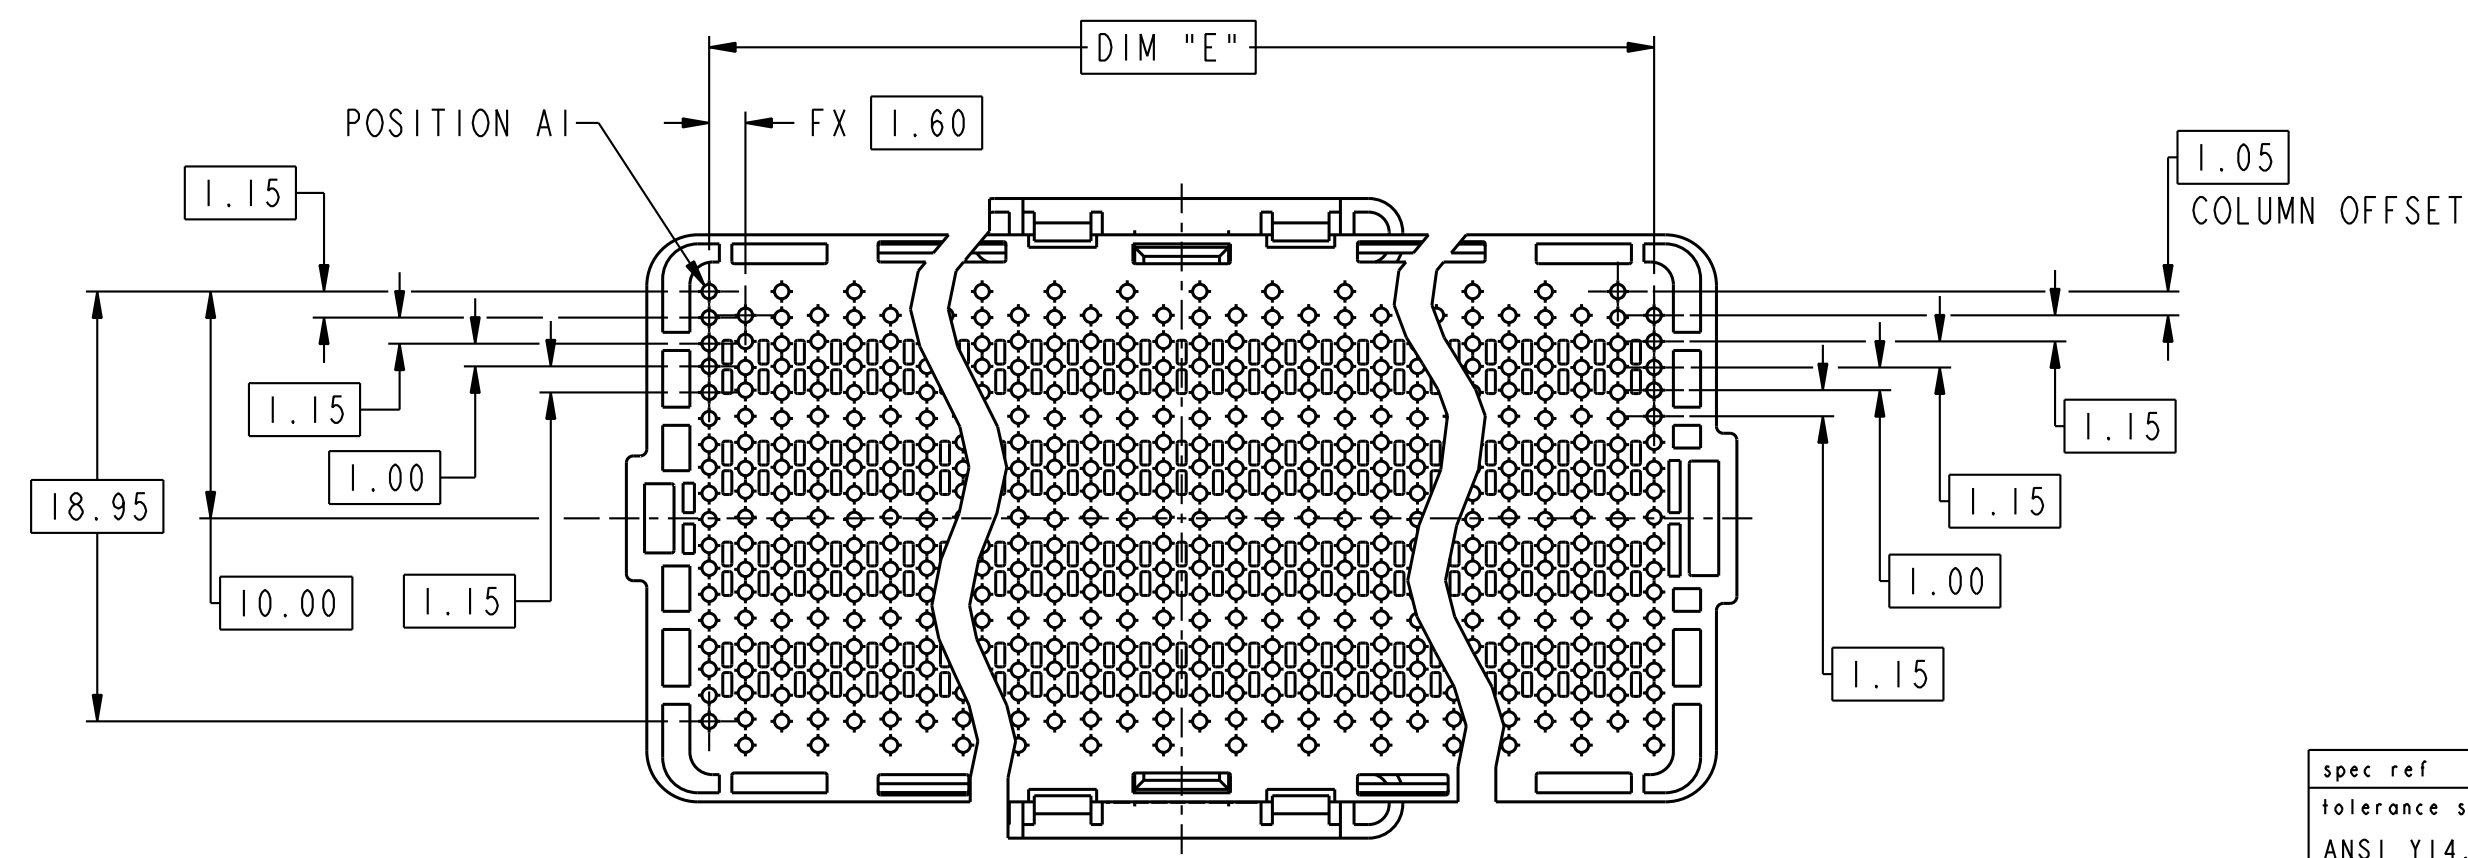 DIM "E"
POSITION A1
FX 1.60
1.15
1.05
COLUMN OFFSET
1.15
1.15
1.00
1.15
18.95
1.15
10.00
1.15
1.00
1.15
spec ref
tolerance s
ANSI Y14.